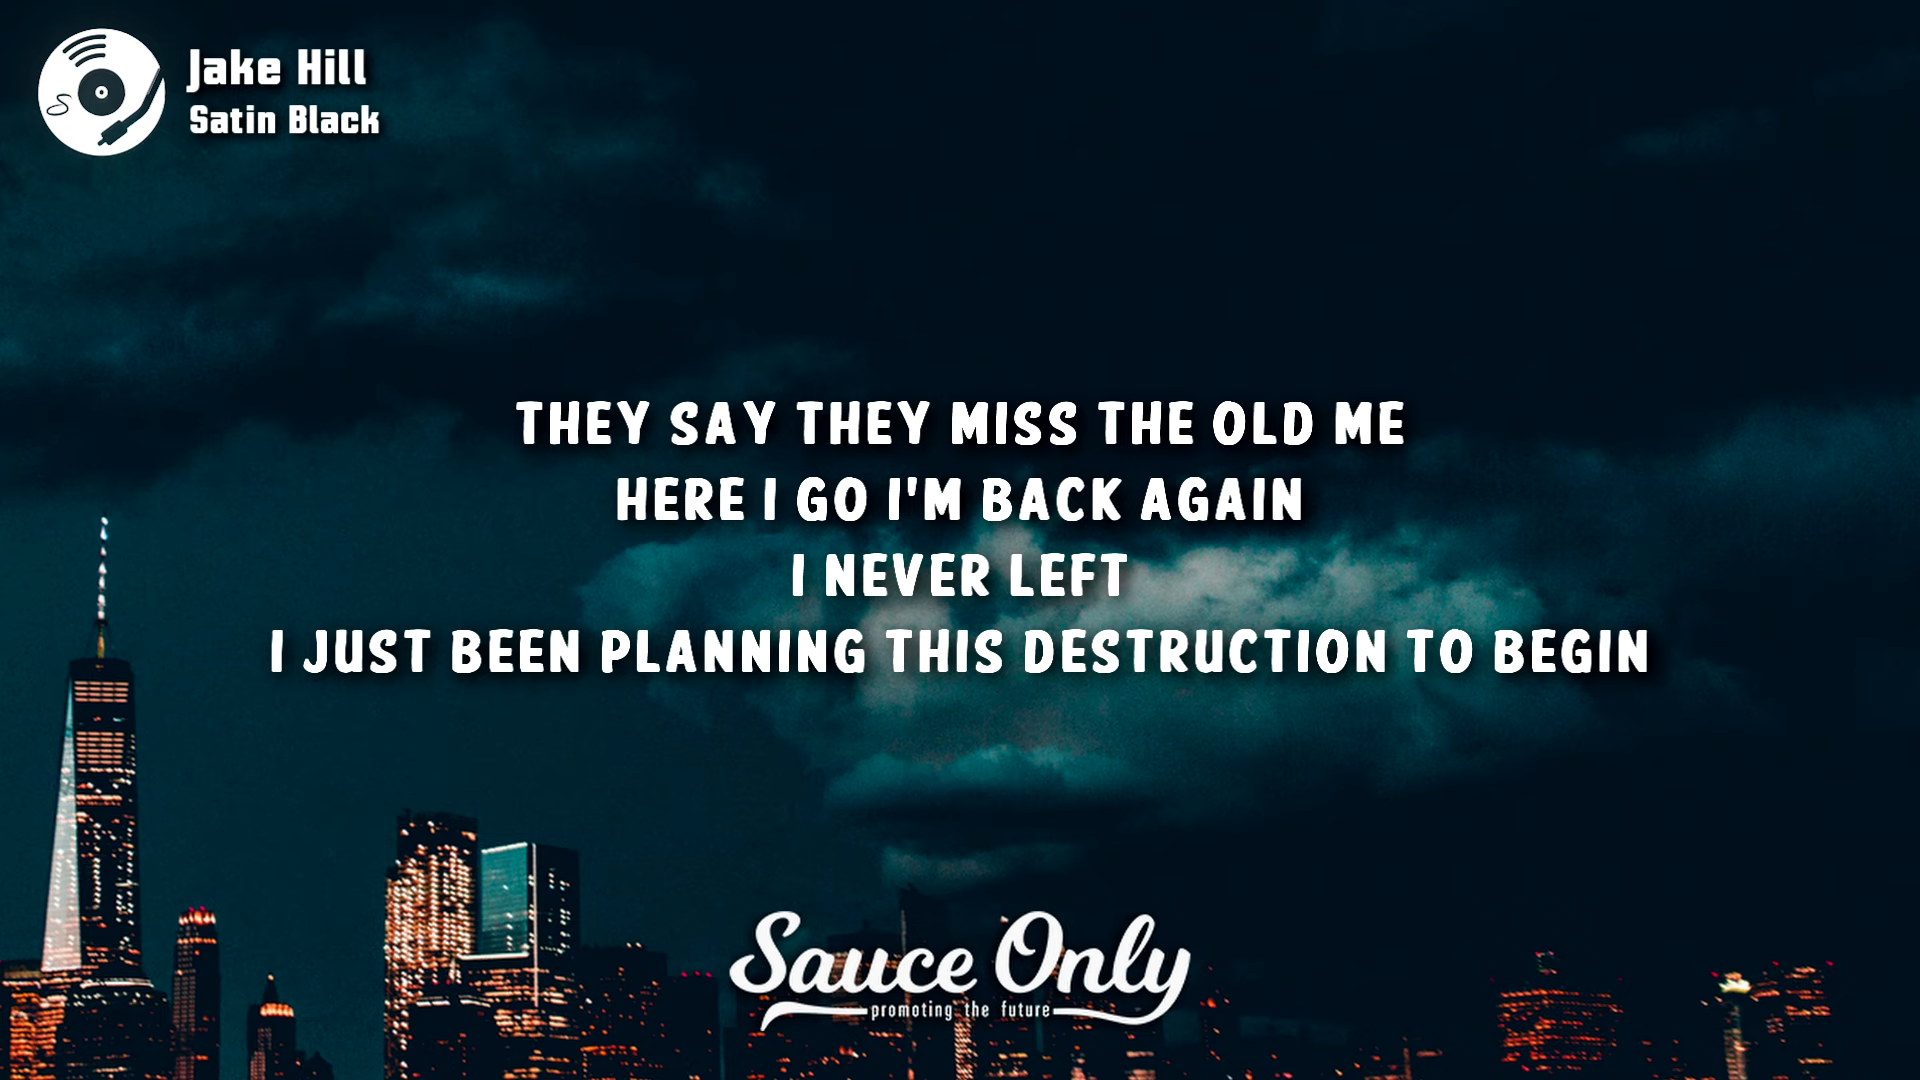 Jake Hill
Satin Black
THEY SAY THEY MISS THE OLD ME
HERE I GO I'M BACK AGAIN
I NEVER LEFT
I JUST BEEN PLANNING THIS DESTRUCTION TO BEGIN
Sauce Only
promoting the future